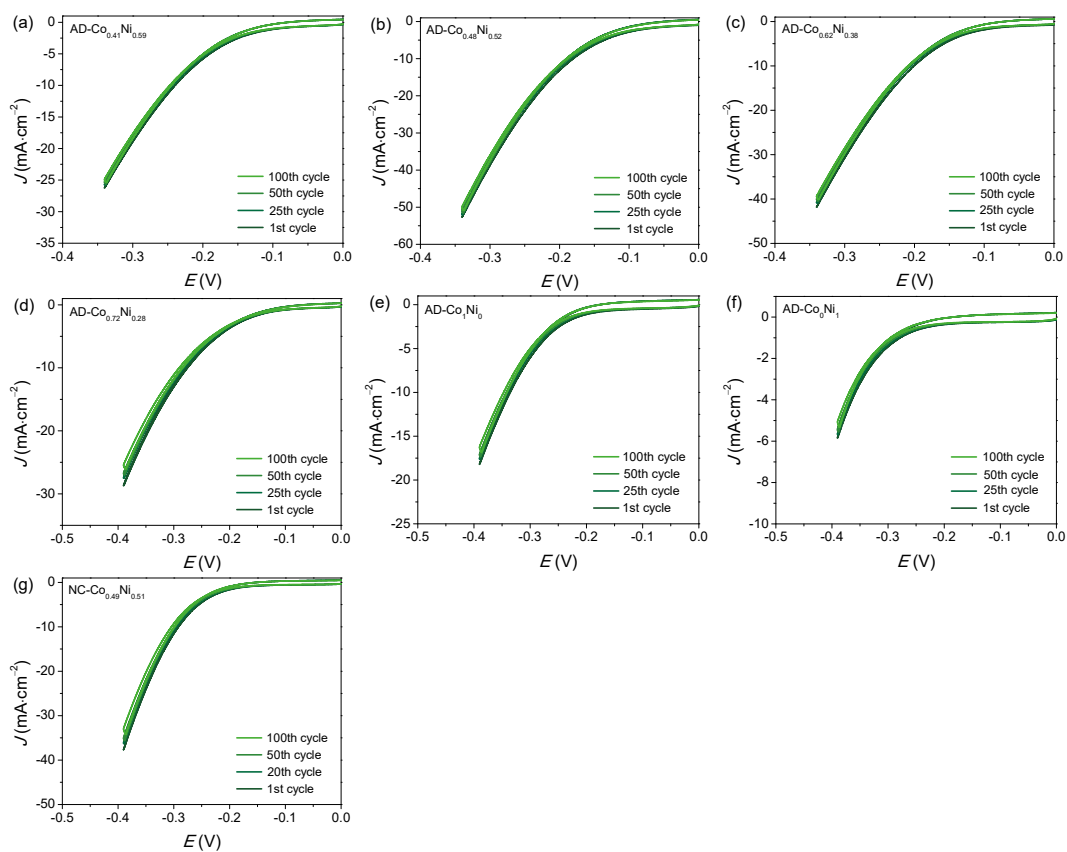 (a)
AD-Co0.41Ni0.59
0
-5
-10
-15
-20
-25
-30
-35
J (mA·cm−2)
100th cycle
50th cycle
25th cycle
1st cycle
-0.4
-0.3
-0.2
-0.1
0.0
E (V)
(b)
AD-Co0.48Ni0.52
0
-10
-20
-30
-40
-50
-60
J (mA·cm−2)
100th cycle
50th cycle
25th cycle
1st cycle
-0.4
-0.3
-0.2
-0.1
0.0
E (V)
(c)
AD-Co0.62Ni0.38
0
-10
-20
-30
-40
-50
J (mA·cm−2)
100th cycle
50th cycle
25th cycle
1st cycle
-0.4
-0.3
-0.2
-0.1
0.0
E (V)
(d)
AD-Co0.72Ni0.28
0
-10
-20
-30
J (mA·cm−2)
100th cycle
50th cycle
25th cycle
1st cycle
-0.5
-0.4
-0.3
-0.2
-0.1
0.0
E (V)
(e)
AD-Co1Ni0
0
-5
-10
-15
-20
-25
J (mA·cm−2)
100th cycle
50th cycle
25th cycle
1st cycle
-0.5
-0.4
-0.3
-0.2
-0.1
0.0
E (V)
(f)
AD-Co0Ni1
0
-2
-4
-6
-8
-10
J (mA·cm−2)
100th cycle
50th cycle
25th cycle
1st cycle
-0.5
-0.4
-0.3
-0.2
-0.1
0.0
E (V)
(g)
NC-Co0.49Ni0.51
0
-10
-20
-30
-40
-50
J (mA·cm−2)
100th cycle
50th cycle
20th cycle
1st cycle
-0.5
-0.4
-0.3
-0.2
-0.1
0.0
E (V)